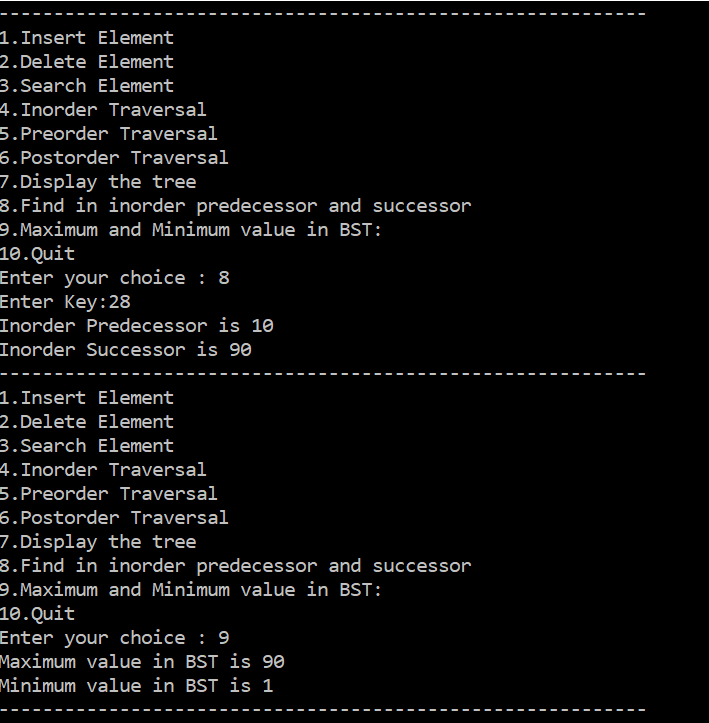 -----------------------------------------------------------
1.Insert Element
2.Delete Element
3.Search Element
4.Inorder Traversal
5.Preorder Traversal
6.Postorder Traversal
7.Display the tree
8.Find in inorder predecessor and successor
9.Maximum and Minimum value in BST:
10.Quit
Enter your choice : 8
Enter Key:28
Inorder Predecessor is 10
Inorder Successor is 90
-----------------------------------------------------------
1.Insert Element
2.Delete Element
3.Search Element
4.Inorder Traversal
5.Preorder Traversal
6.Postorder Traversal
7.Display the tree
8.Find in inorder predecessor and successor
9.Maximum and Minimum value in BST:
10.Quit
Enter your choice : 9
Maximum value in BST is 90
Minimum value in BST is 1
-----------------------------------------------------------